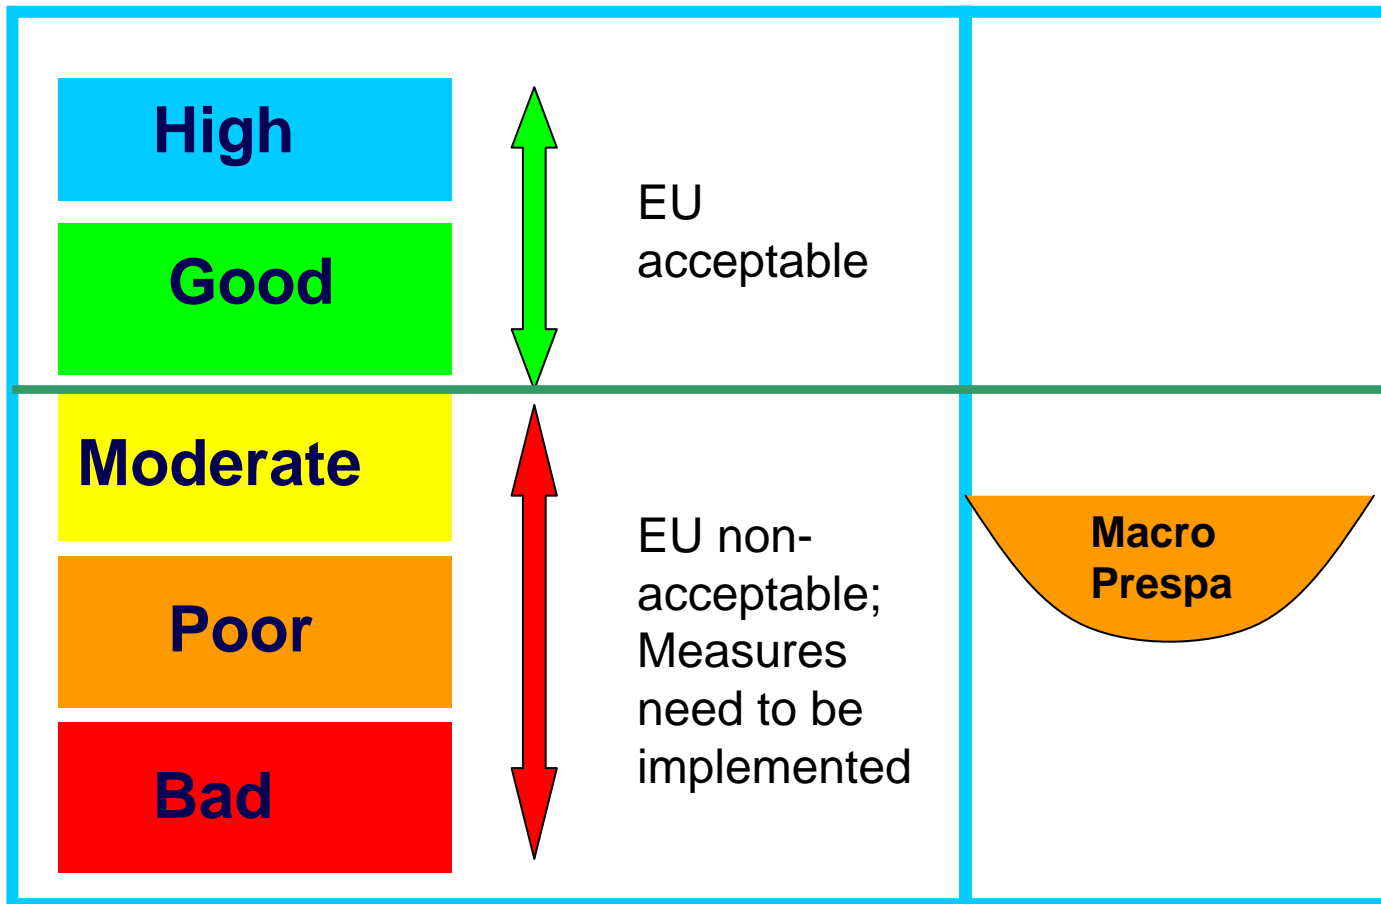 High
Good
Moderate
Poor
Bad
EU
acceptable
EU non-
acceptable;
Measures
need to be
implemented
Macro
Prespa